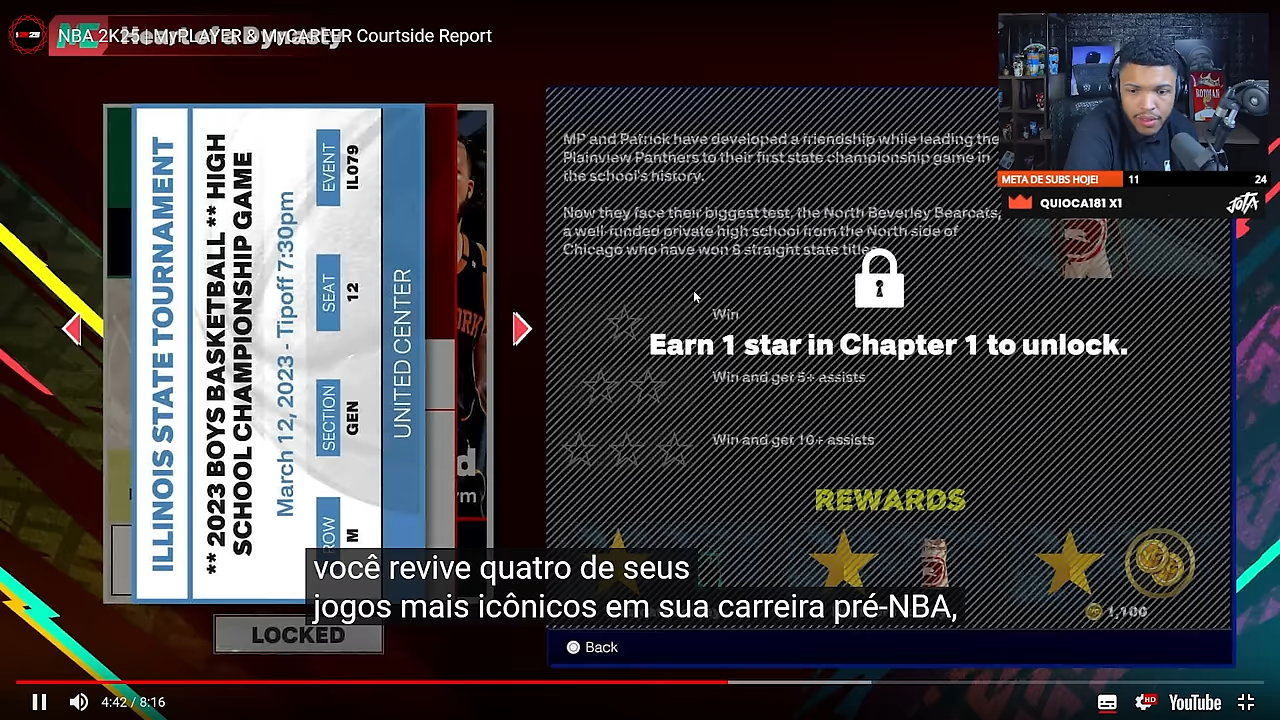 NBA 2K25 | MyPLAYER & MyCAREER Courtside Report
Heart of a Dynasty
ILLINOIS STATE TOURNAMENT
** 2023 BOYS BASKETBALL ** HIGH
SCHOOL CHAMPIONSHIP GAME
March 12, 2023 - Tipoff 7:30pm
EVENT
IL079
SEAT
12
SECTION
GEN
ROW
M
UNITED CENTER
LOCKED
MP and Patrick have developed a friendship while leading the
Plainview Panthers to their first state championship game in
the school's history.
Now they face their biggest test, the North Beverley Bearcats,
a well-funded private high school from the North side of
Chicago who have won 8 straight state titles
Win
Earn 1 star in Chapter 1 to unlock.
Win and get 5+ assists
Win and get 10+ assists
REWARDS
1,100
Back
META DE SUBS HOJE!
11
24
QUIOCA181 X1
JOTA
você revive quatro de seus
jogos mais icônicos em sua carreira pré-NBA,
4:42 / 8:16
HD
YouTube